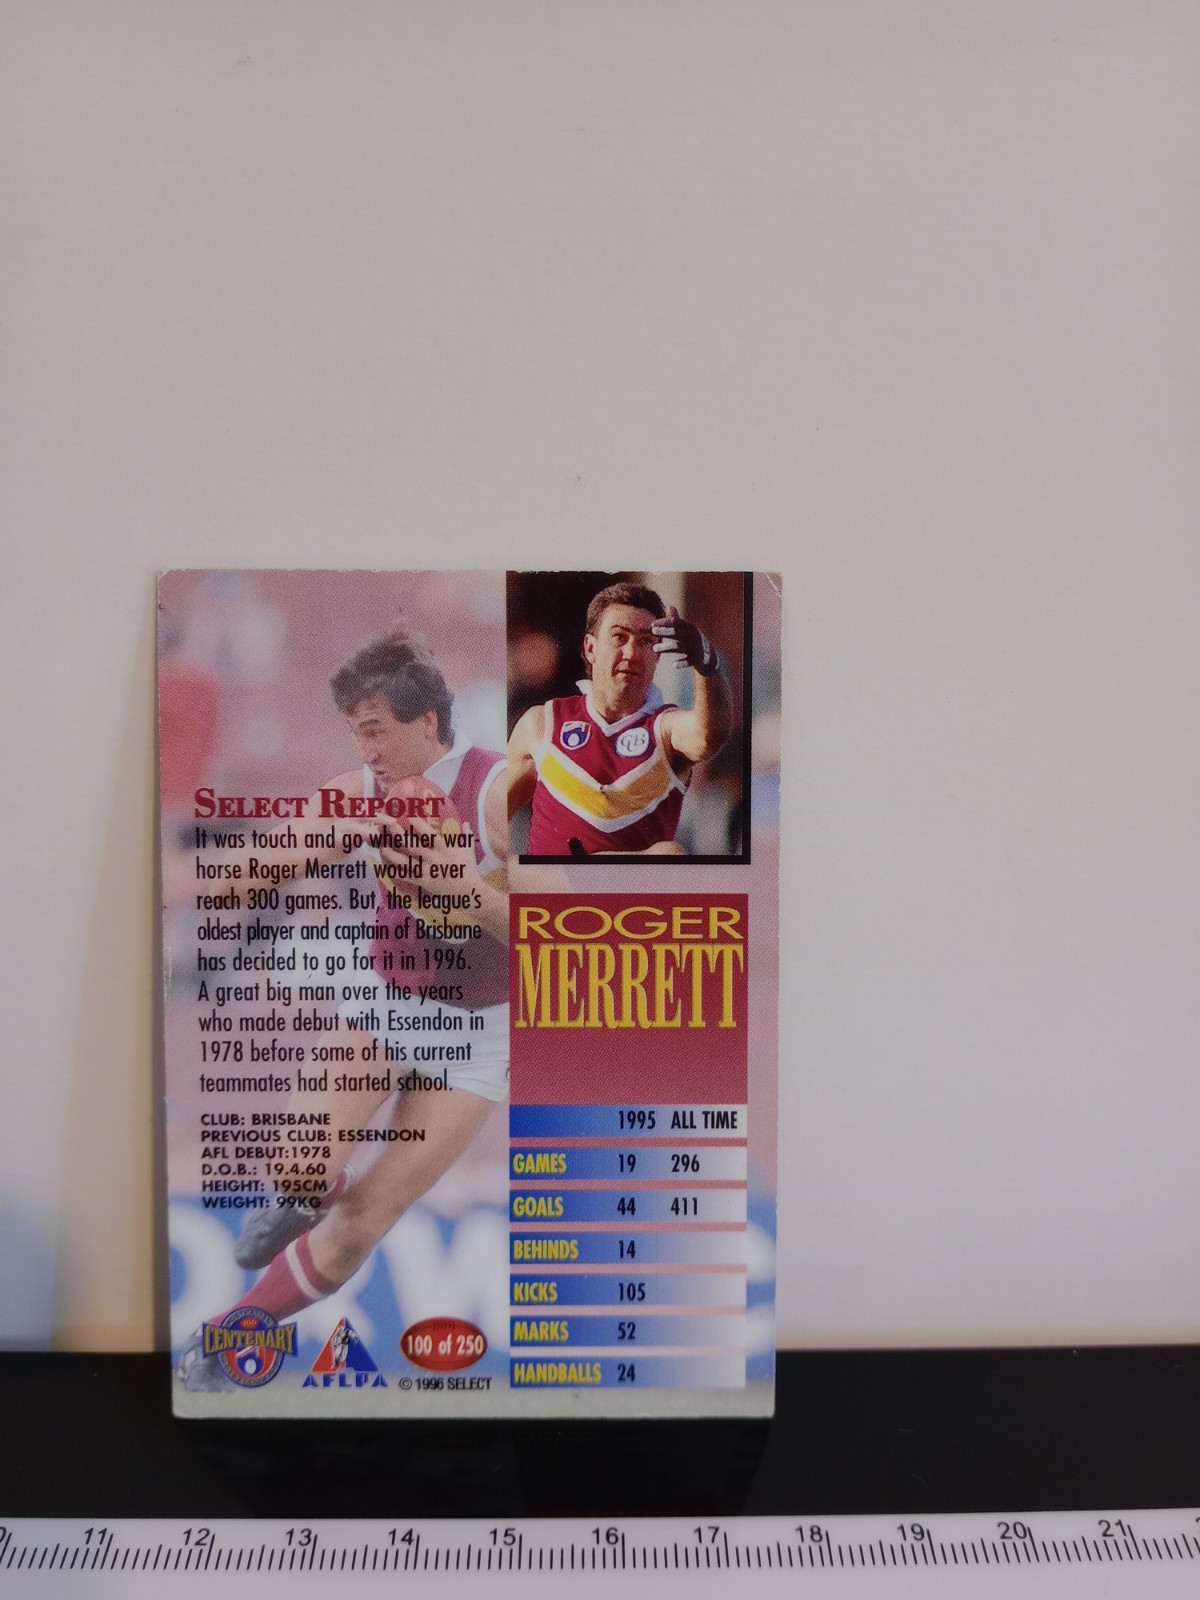 SELECT REPORT
It was touch and go whether war-
horse Roger Merrett would ever
reach 300 games. But, the league's
oldest player and captain of Brisbane
has decided to go for it in 1996.
A great big man over the years
who made debut with Essendon in
1978 before some of his current
teammates had started school.
CLUB: BRISBANE
PREVIOUS CLUB: ESSENDON
AFL DEBUT:1978
D.O.B.: 19.4.60
HEIGHT: 195CM
WEIGHT: 99KG
CENTENARY
AFLPA
100 of 250
© 1996 SELECT
GB
ROGER
MERRETT
1995 ALL TIME
GAMES 19 296
GOALS 44 411
BEHINDS 14
KICKS 105
MARKS 52
HANDBALLS 24
11 12 13 14 15 16 17 18 19 20 21